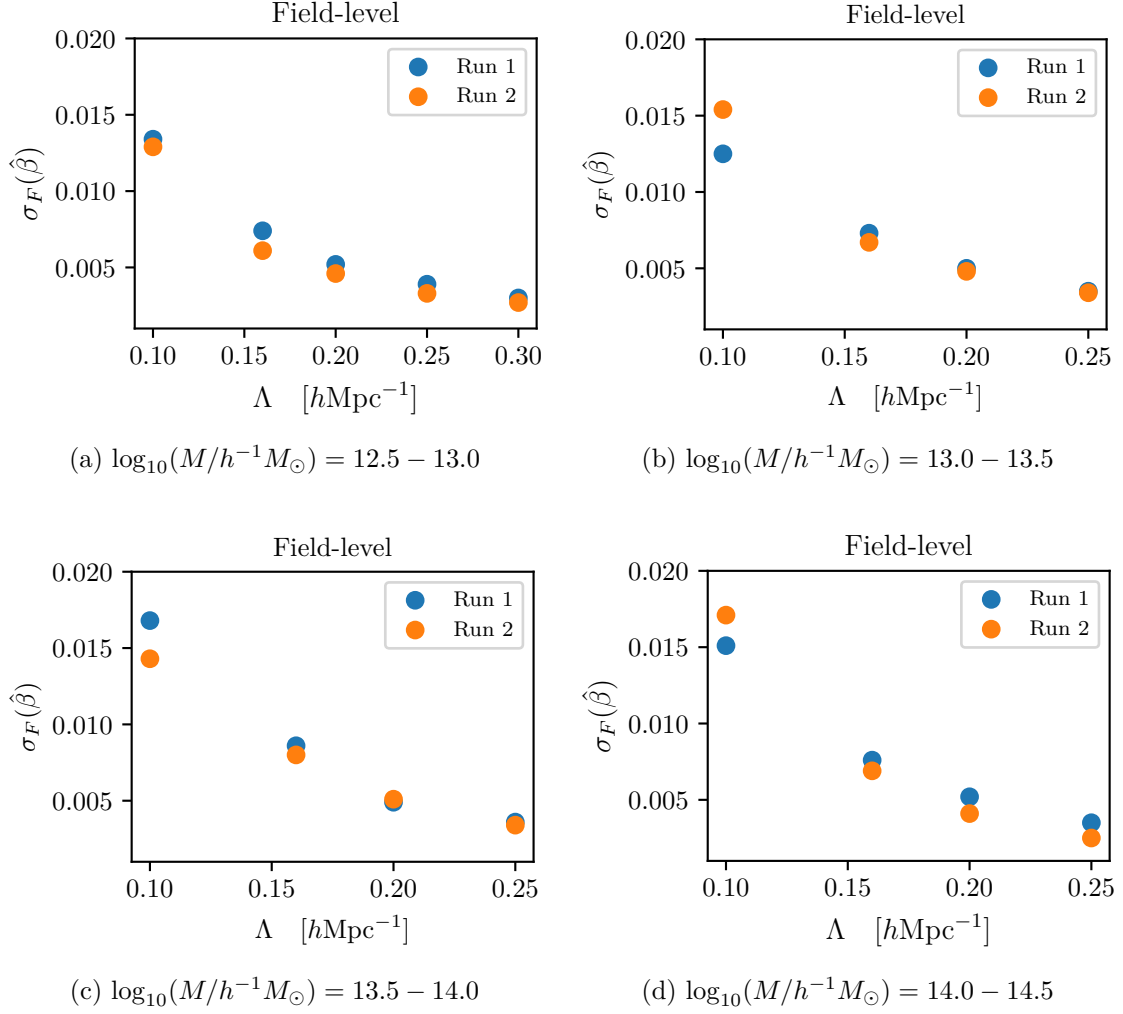 Field-level
0.020
0.015
0.010
0.005
σ_F(β̂)
Run 1
Run 2
0.10 0.15 0.20 0.25 0.30
Λ [hMpc⁻¹]
(a) log₁₀(M/h⁻¹M⊙) = 12.5 − 13.0
Field-level
0.020
0.015
0.010
0.005
σ_F(β̂)
Run 1
Run 2
0.10 0.15 0.20 0.25
Λ [hMpc⁻¹]
(b) log₁₀(M/h⁻¹M⊙) = 13.0 − 13.5
Field-level
0.020
0.015
0.010
0.005
σ_F(β̂)
Run 1
Run 2
0.10 0.15 0.20 0.25
Λ [hMpc⁻¹]
(c) log₁₀(M/h⁻¹M⊙) = 13.5 − 14.0
Field-level
0.020
0.015
0.010
0.005
σ_F(β̂)
Run 1
Run 2
0.10 0.15 0.20 0.25
Λ [hMpc⁻¹]
(d) log₁₀(M/h⁻¹M⊙) = 14.0 − 14.5